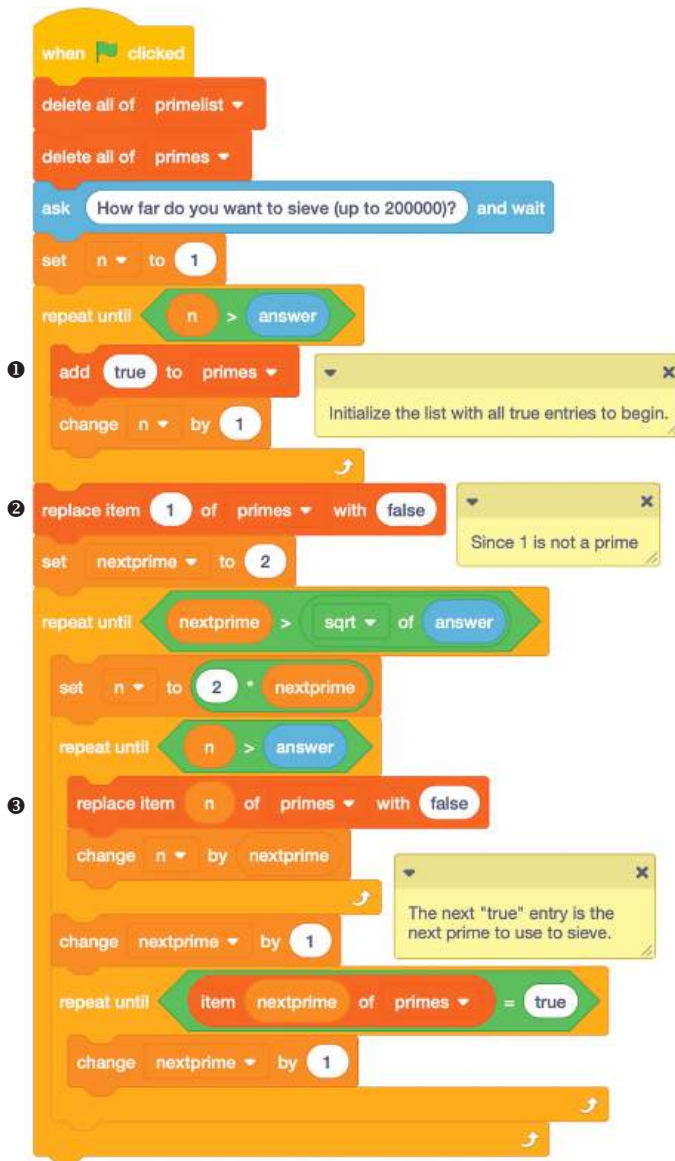 when clicked
delete all of primelist
delete all of primes
ask How far do you want to sieve (up to 200000)? and wait
set n to 1
repeat until n > answer
❶ add true to primes
Initialize the list with all true entries to begin.
change n by 1
❷ replace item 1 of primes with false
Since 1 is not a prime
set nextprime to 2
repeat until nextprime > sqrt of answer
set n to 2 * nextprime
repeat until n > answer
❸ replace item n of primes with false
change n by nextprime
The next "true" entry is the
next prime to use to sieve.
change nextprime by 1
repeat until item nextprime of primes = true
change nextprime by 1